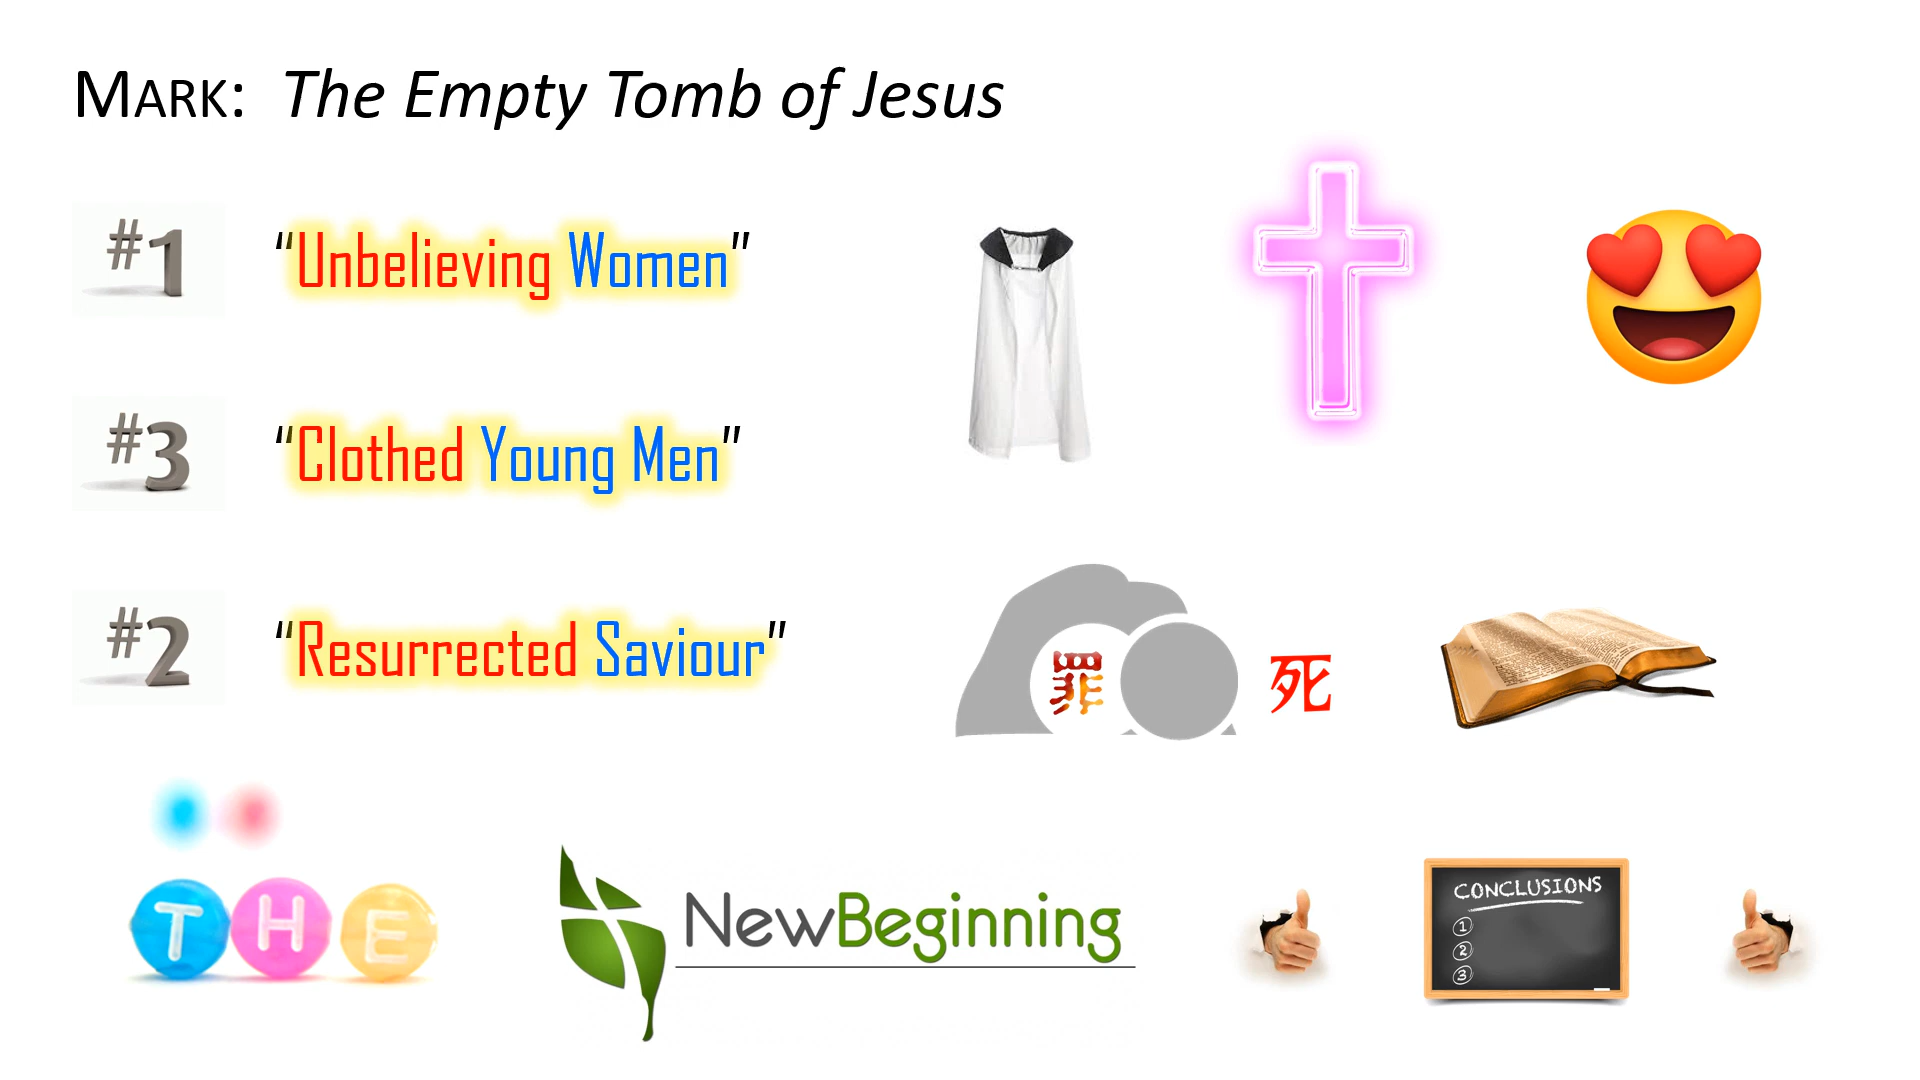 MARK: The Empty Tomb of Jesus
#1 “Unbelieving Women”
#3 “Clothed Young Men”
#2 “Resurrected Saviour”
罪 死
THE
NewBeginning
CONCLUSIONS
1
2
3